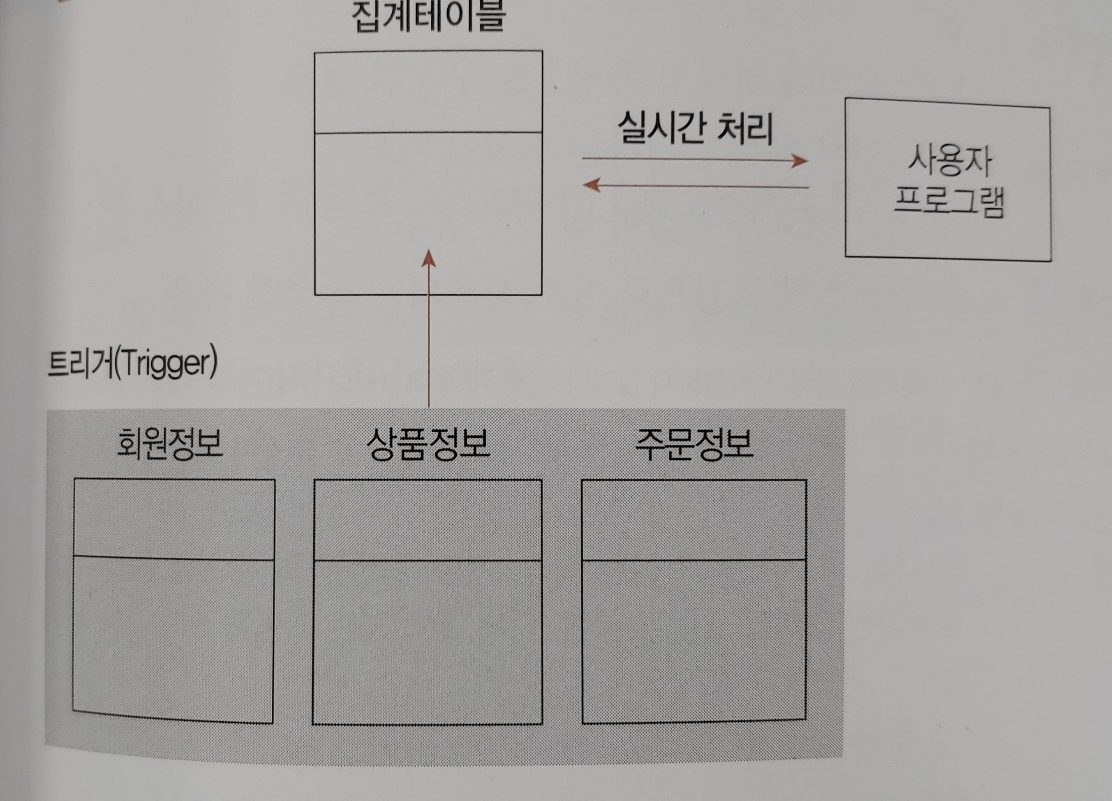 집계테이블
실시간 처리
사용자
프로그램
트리거(Trigger)
회원정보
상품정보
주문정보